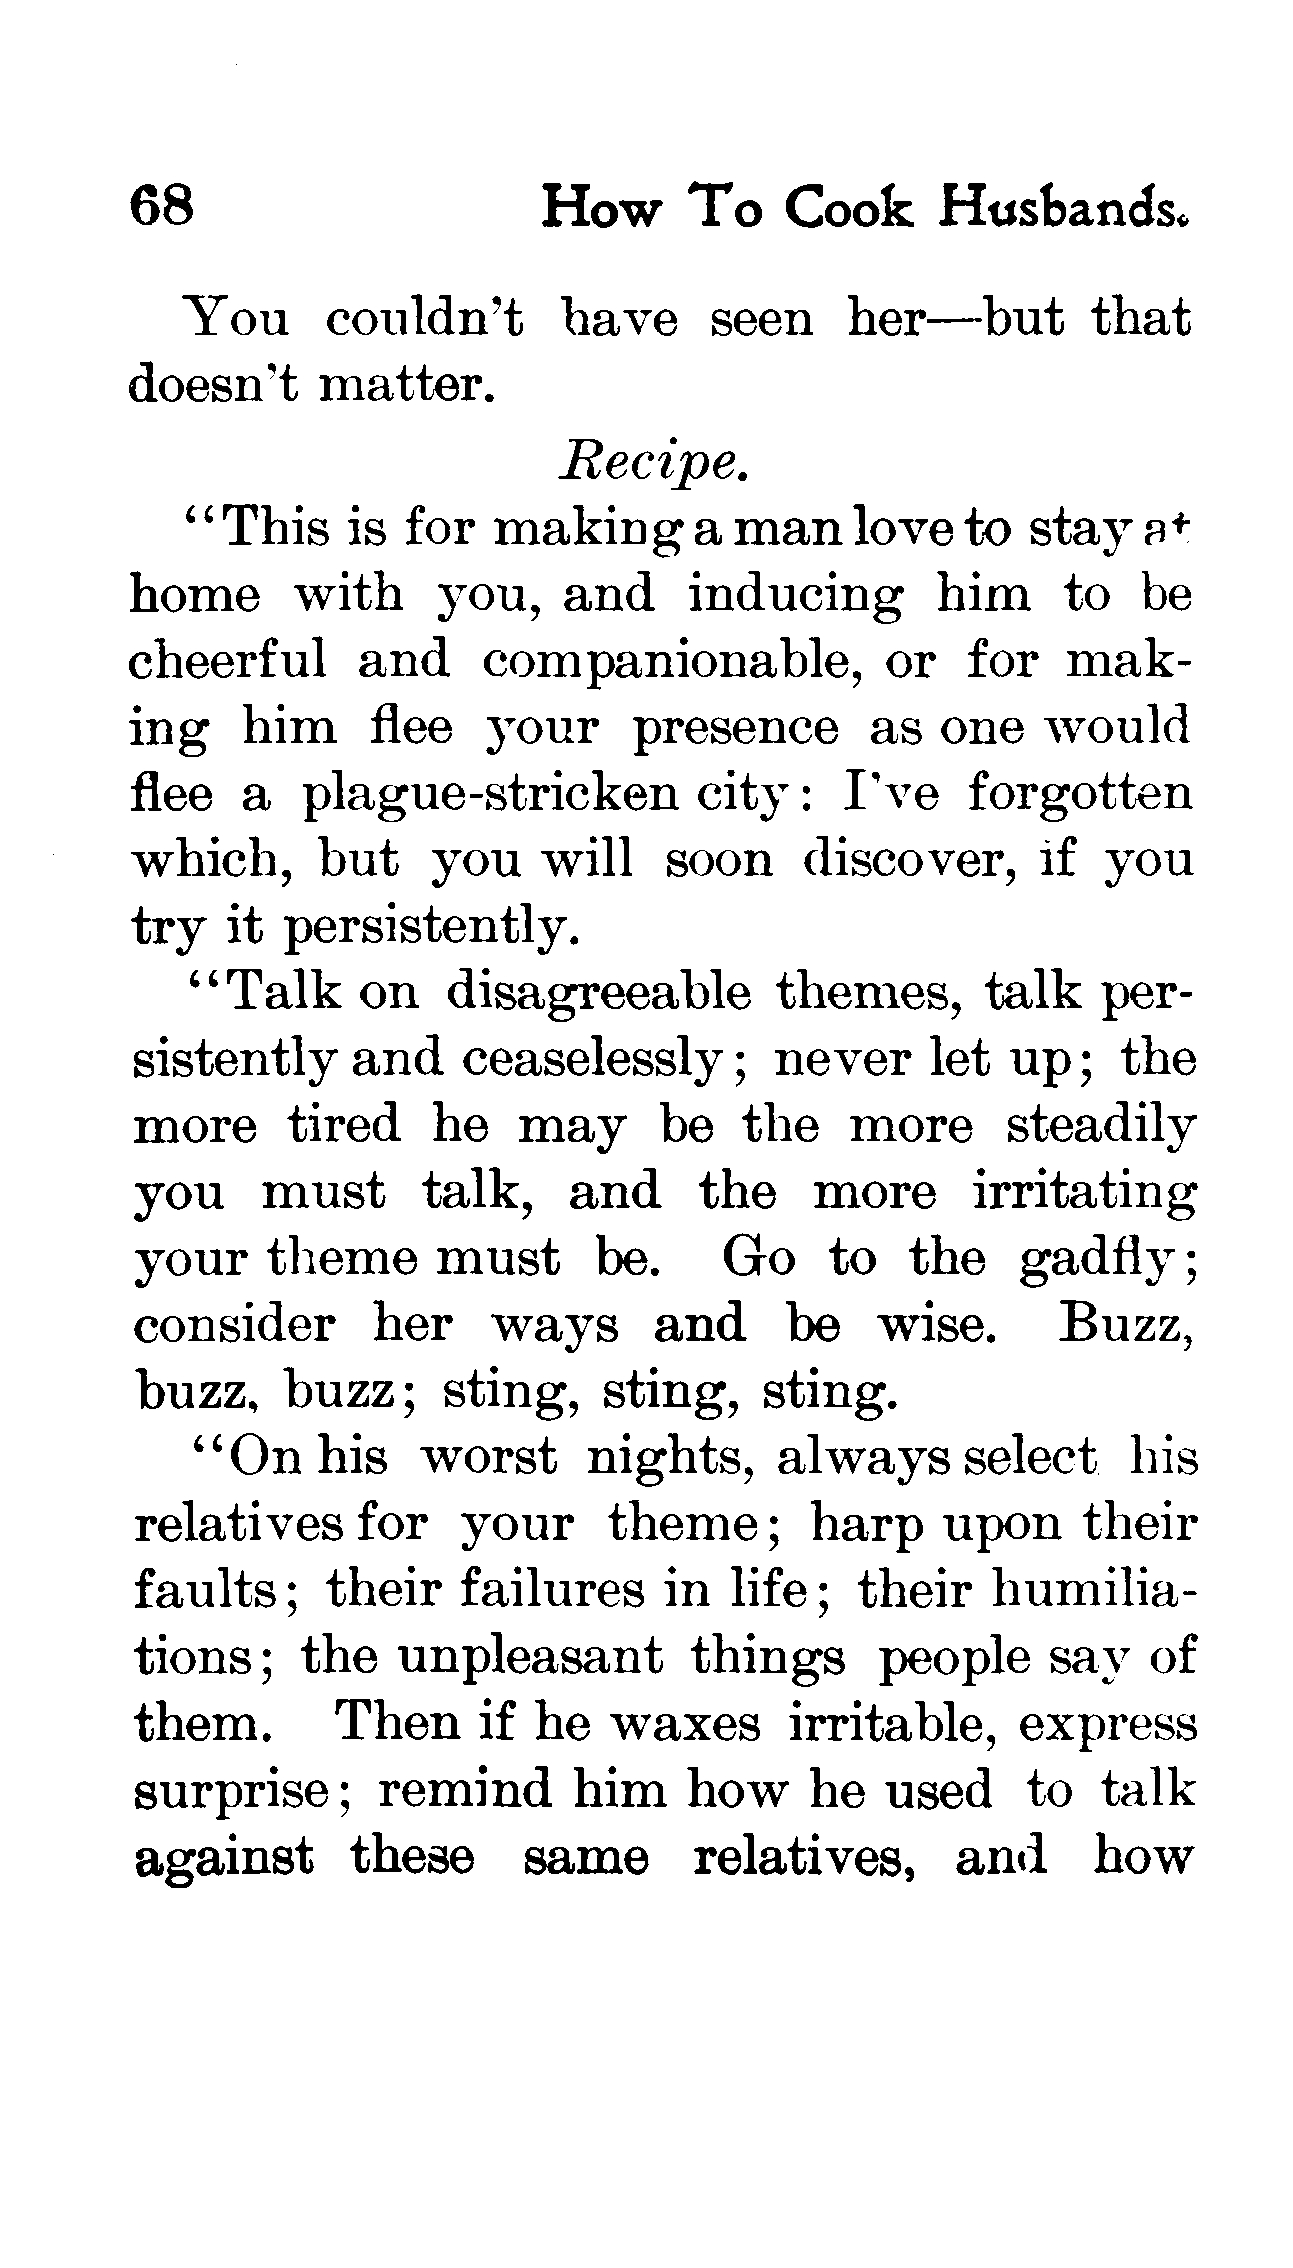 68 How To Cook Husbands.
You couldn't have seen her—but that
doesn't matter.
Recipe.
“This is for making a man love to stay at
home with you, and inducing him to be
cheerful and companionable, or for mak-
ing him flee your presence as one would
flee a plague-stricken city: I've forgotten
which, but you will soon discover, if you
try it persistently.
“Talk on disagreeable themes, talk per-
sistently and ceaselessly; never let up; the
more tired he may be the more steadily
you must talk, and the more irritating
your theme must be. Go to the gadfly;
consider her ways and be wise. Buzz,
buzz, buzz; sting, sting, sting.
“On his worst nights, always select his
relatives for your theme; harp upon their
faults; their failures in life; their humilia-
tions; the unpleasant things people say of
them. Then if he waxes irritable, express
surprise; remind him how he used to talk
against these same relatives, and how